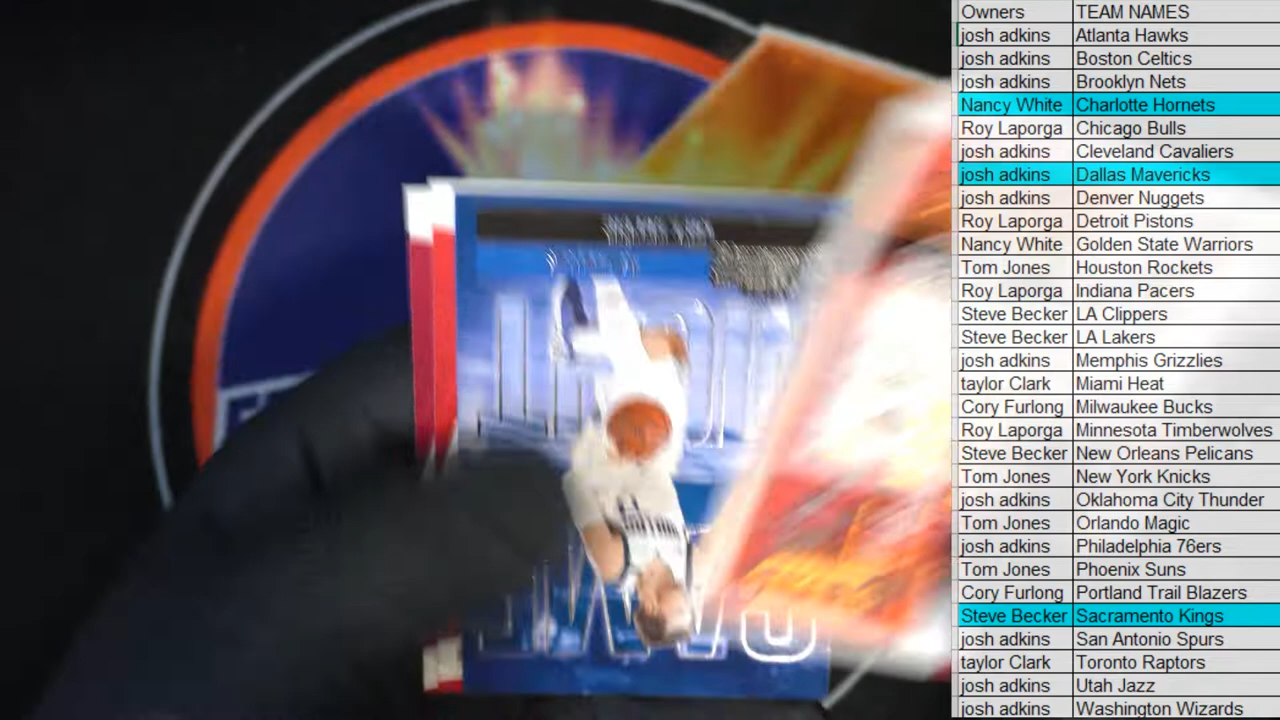 Owners TEAM NAMES
josh adkins Atlanta Hawks
josh adkins Boston Celtics
josh adkins Brooklyn Nets
Nancy White Charlotte Hornets
Roy Laporga Chicago Bulls
josh adkins Cleveland Cavaliers
josh adkins Dallas Mavericks
josh adkins Denver Nuggets
Roy Laporga Detroit Pistons
Nancy White Golden State Warriors
Tom Jones Houston Rockets
Roy Laporga Indiana Pacers
Steve Becker LA Clippers
Steve Becker LA Lakers
josh adkins Memphis Grizzlies
taylor Clark Miami Heat
Cory Furlong Milwaukee Bucks
Roy Laporga Minnesota Timberwolves
Steve Becker New Orleans Pelicans
Tom Jones New York Knicks
josh adkins Oklahoma City Thunder
Tom Jones Orlando Magic
josh adkins Philadelphia 76ers
Tom Jones Phoenix Suns
Cory Furlong Portland Trail Blazers
Steve Becker Sacramento Kings
josh adkins San Antonio Spurs
taylor Clark Toronto Raptors
josh adkins Utah Jazz
josh adkins Washington Wizards